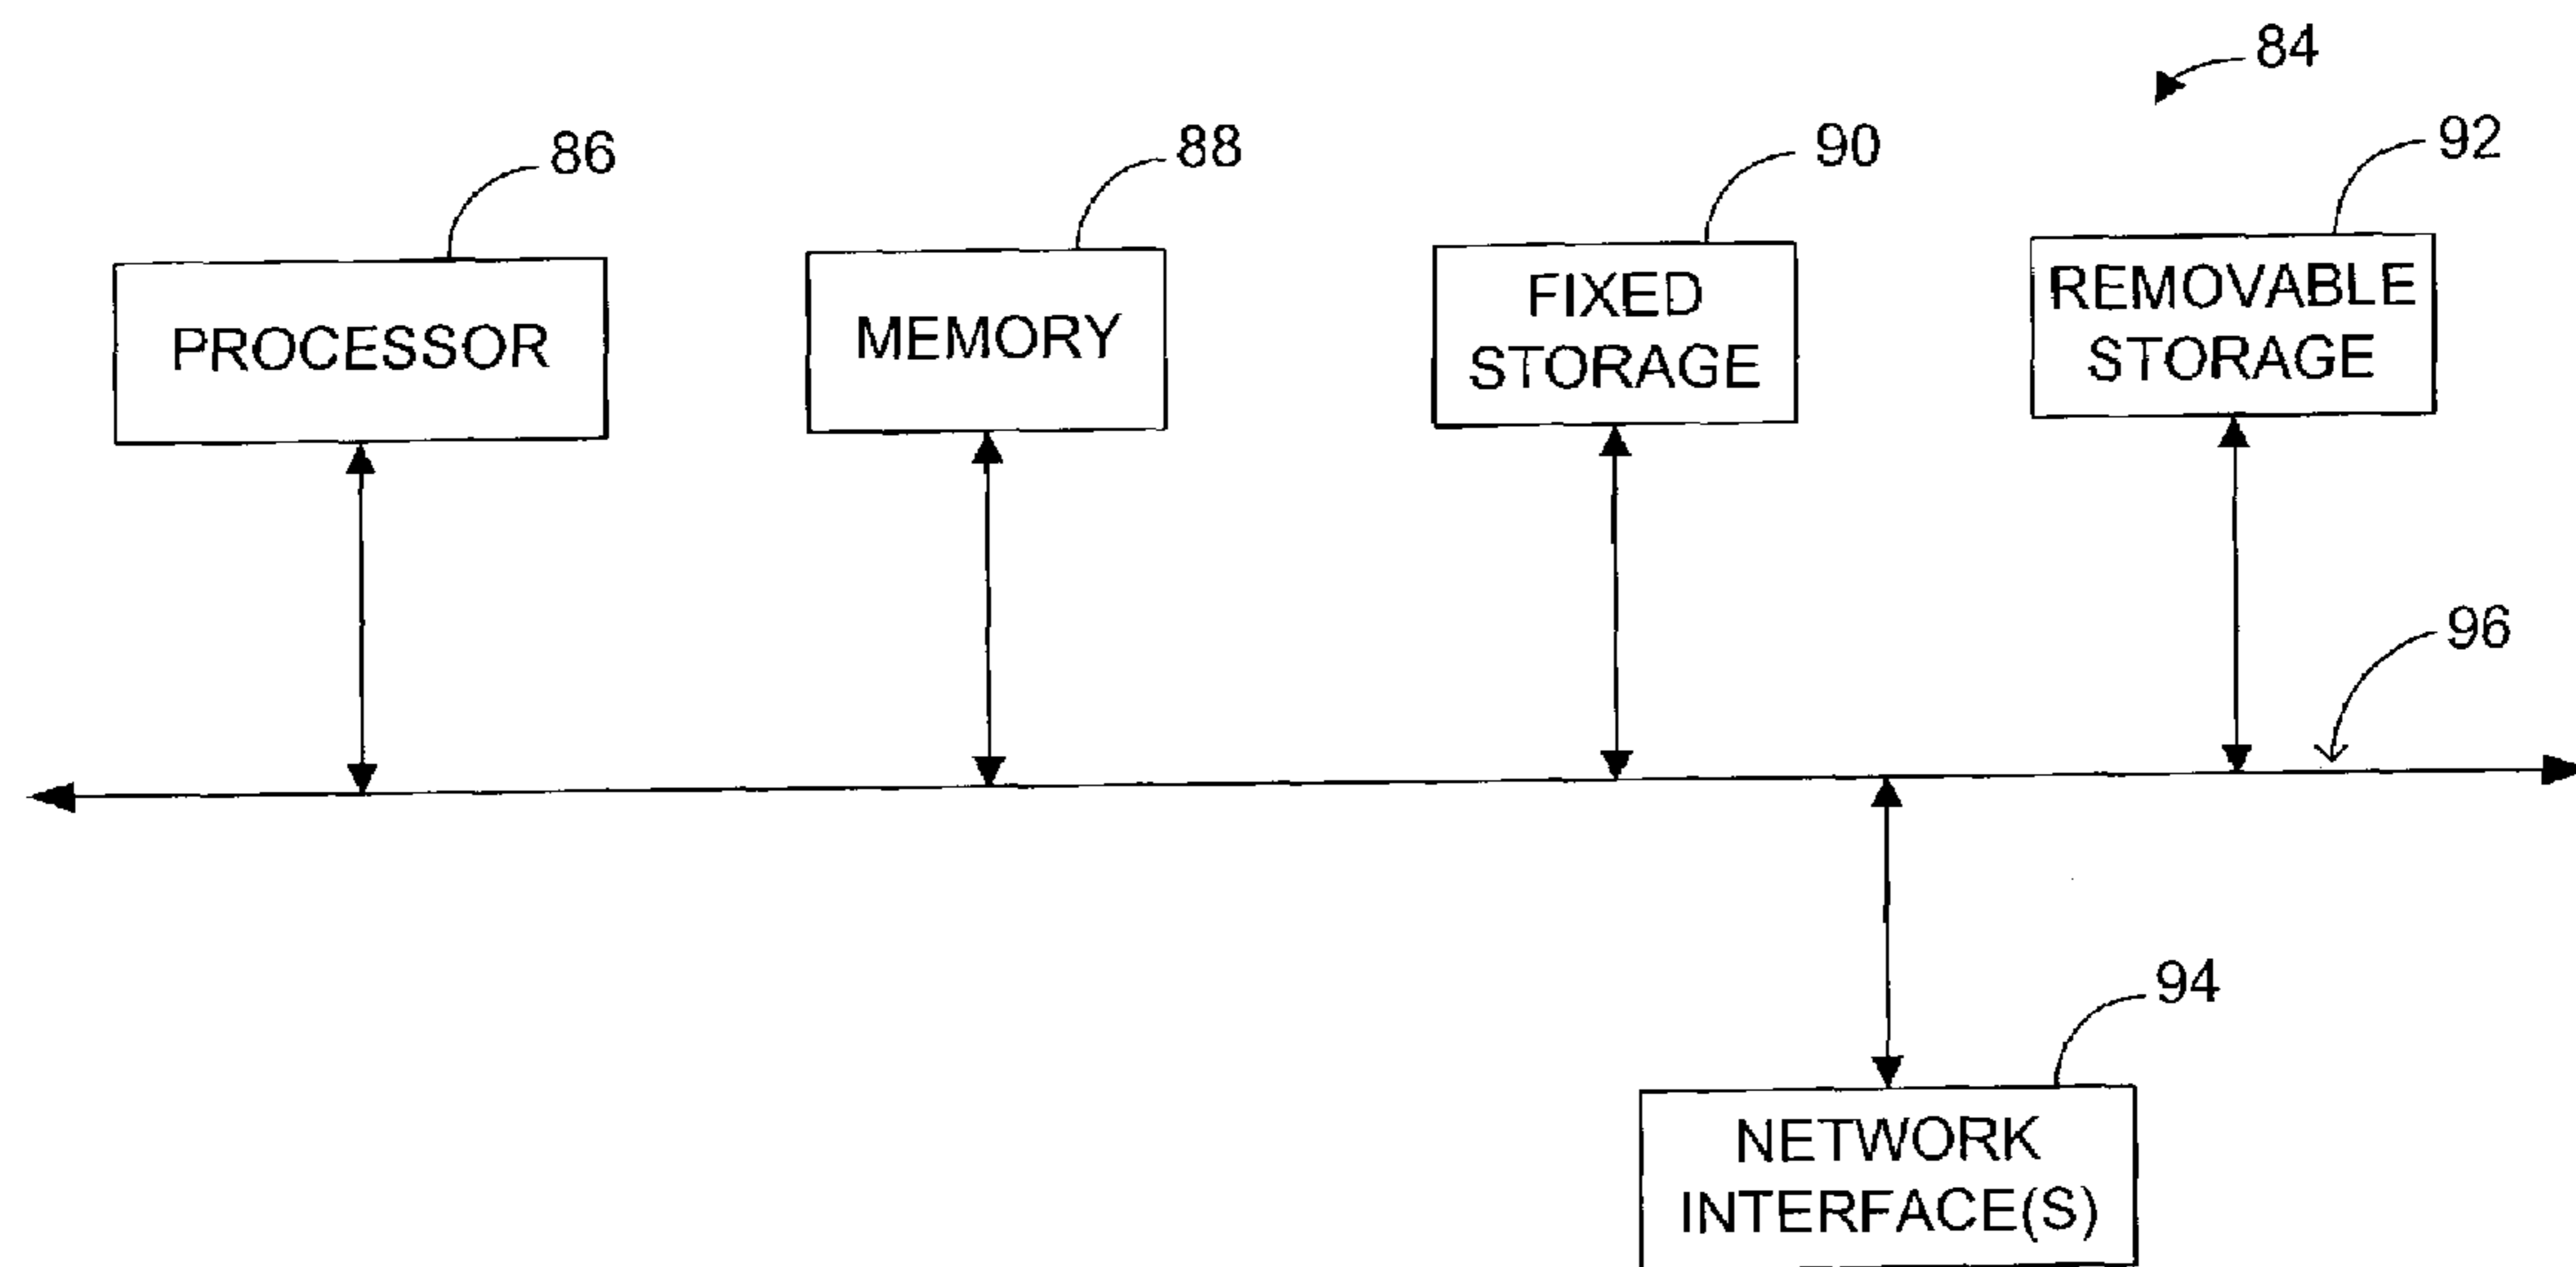 84
86
88
90
92
PROCESSOR
MEMORY
FIXED
STORAGE
REMOVABLE
STORAGE
96
94
NETWORK
INTERFACE(S)